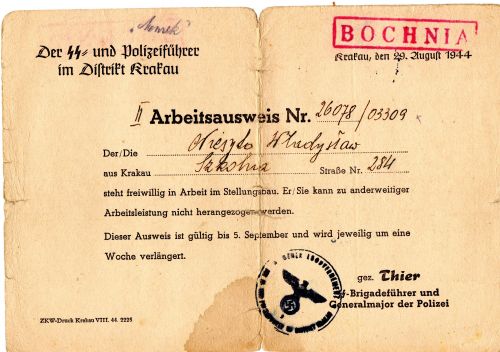 "Nowek"
BOCHNIA
Der SS- und Polizeiführer
im Distrikt Krakau
Krakau, den 29. August 1944
II Arbeitsausweis Nr. 26078/03309
Der/Die Nieszto Władysław
aus Krakau Szkolna Straße Nr. 284
steht freiwillig in Arbeit im Stellungsbau. Er/Sie kann zu anderweitiger
Arbeitsleistung nicht herangezogen werden.
Dieser Ausweis ist gültig bis 5. September und wird jeweilig um eine
Woche verlängert.
gez. Thier
SS-Brigadeführer und
Generalmajor der Polizei
ZKW-Druck Krakau VIII. 44. 2225